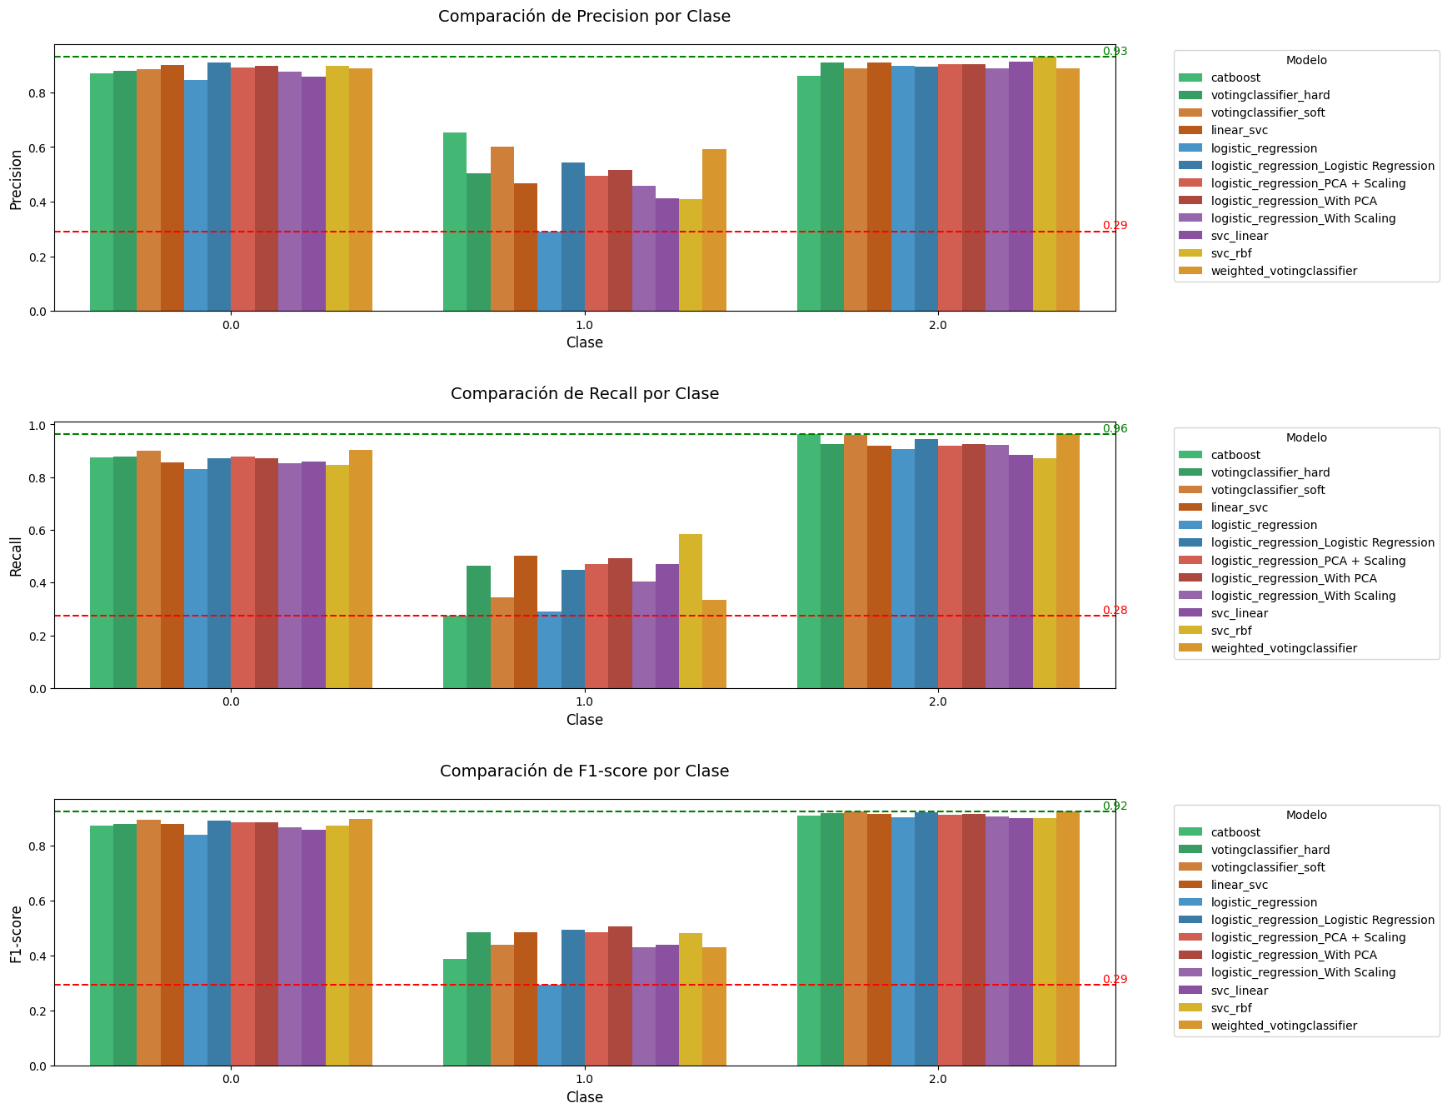 Comparación de Precision por Clase
0.93
0.29
0.8
0.6
0.4
0.2
0.0
Precision
0.0
1.0
2.0
Clase
Modelo
catboost
votingclassifier_hard
votingclassifier_soft
linear_svc
logistic_regression
logistic_regression_Logistic Regression
logistic_regression_PCA + Scaling
logistic_regression_With PCA
logistic_regression_With Scaling
svc_linear
svc_rbf
weighted_votingclassifier
Comparación de Recall por Clase
0.96
0.28
1.0
0.8
0.6
0.4
0.2
0.0
Recall
0.0
1.0
2.0
Clase
Modelo
catboost
votingclassifier_hard
votingclassifier_soft
linear_svc
logistic_regression
logistic_regression_Logistic Regression
logistic_regression_PCA + Scaling
logistic_regression_With PCA
logistic_regression_With Scaling
svc_linear
svc_rbf
weighted_votingclassifier
Comparación de F1-score por Clase
0.92
0.29
0.8
0.6
0.4
0.2
0.0
F1-score
0.0
1.0
2.0
Clase
Modelo
catboost
votingclassifier_hard
votingclassifier_soft
linear_svc
logistic_regression
logistic_regression_Logistic Regression
logistic_regression_PCA + Scaling
logistic_regression_With PCA
logistic_regression_With Scaling
svc_linear
svc_rbf
weighted_votingclassifier